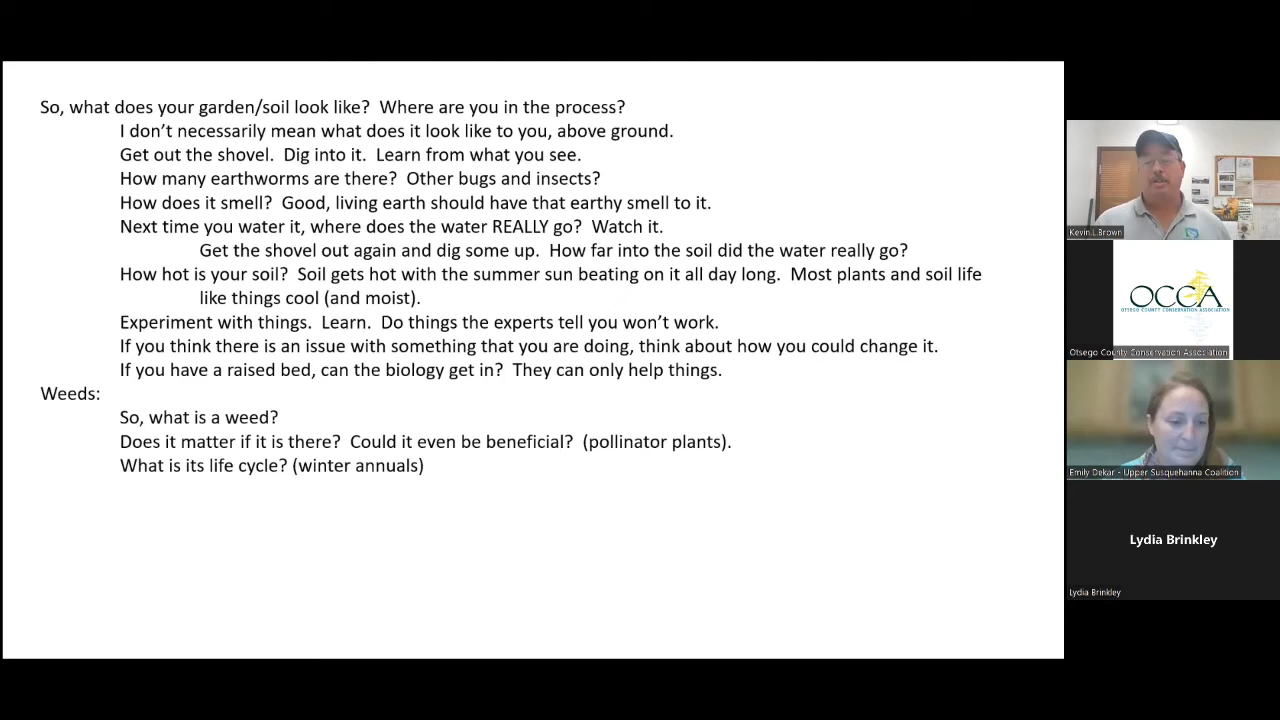 So, what does your garden/soil look like? Where are you in the process?
I don't necessarily mean what does it look like to you, above ground.
Get out the shovel. Dig into it. Learn from what you see.
How many earthworms are there? Other bugs and insects?
How does it smell? Good, living earth should have that earthy smell to it.
Next time you water it, where does the water REALLY go? Watch it.
Get the shovel out again and dig some up. How far into the soil did the water really go?
How hot is your soil? Soil gets hot with the summer sun beating on it all day long. Most plants and soil life
like things cool (and moist).
Experiment with things. Learn. Do things the experts tell you won't work.
If you think there is an issue with something that you are doing, think about how you could change it.
If you have a raised bed, can the biology get in? They can only help things.
Weeds:
So, what is a weed?
Does it matter if it is there? Could it even be beneficial? (pollinator plants).
What is its life cycle? (winter annuals)
Kevin.L.Brown
OCCA
OTSEGO COUNTY CONSERVATION ASSOCIATION
Otsego County Conservation Association
Emily Dekar - Upper Susquehanna Coalition
Lydia Brinkley
Lydia Brinkley